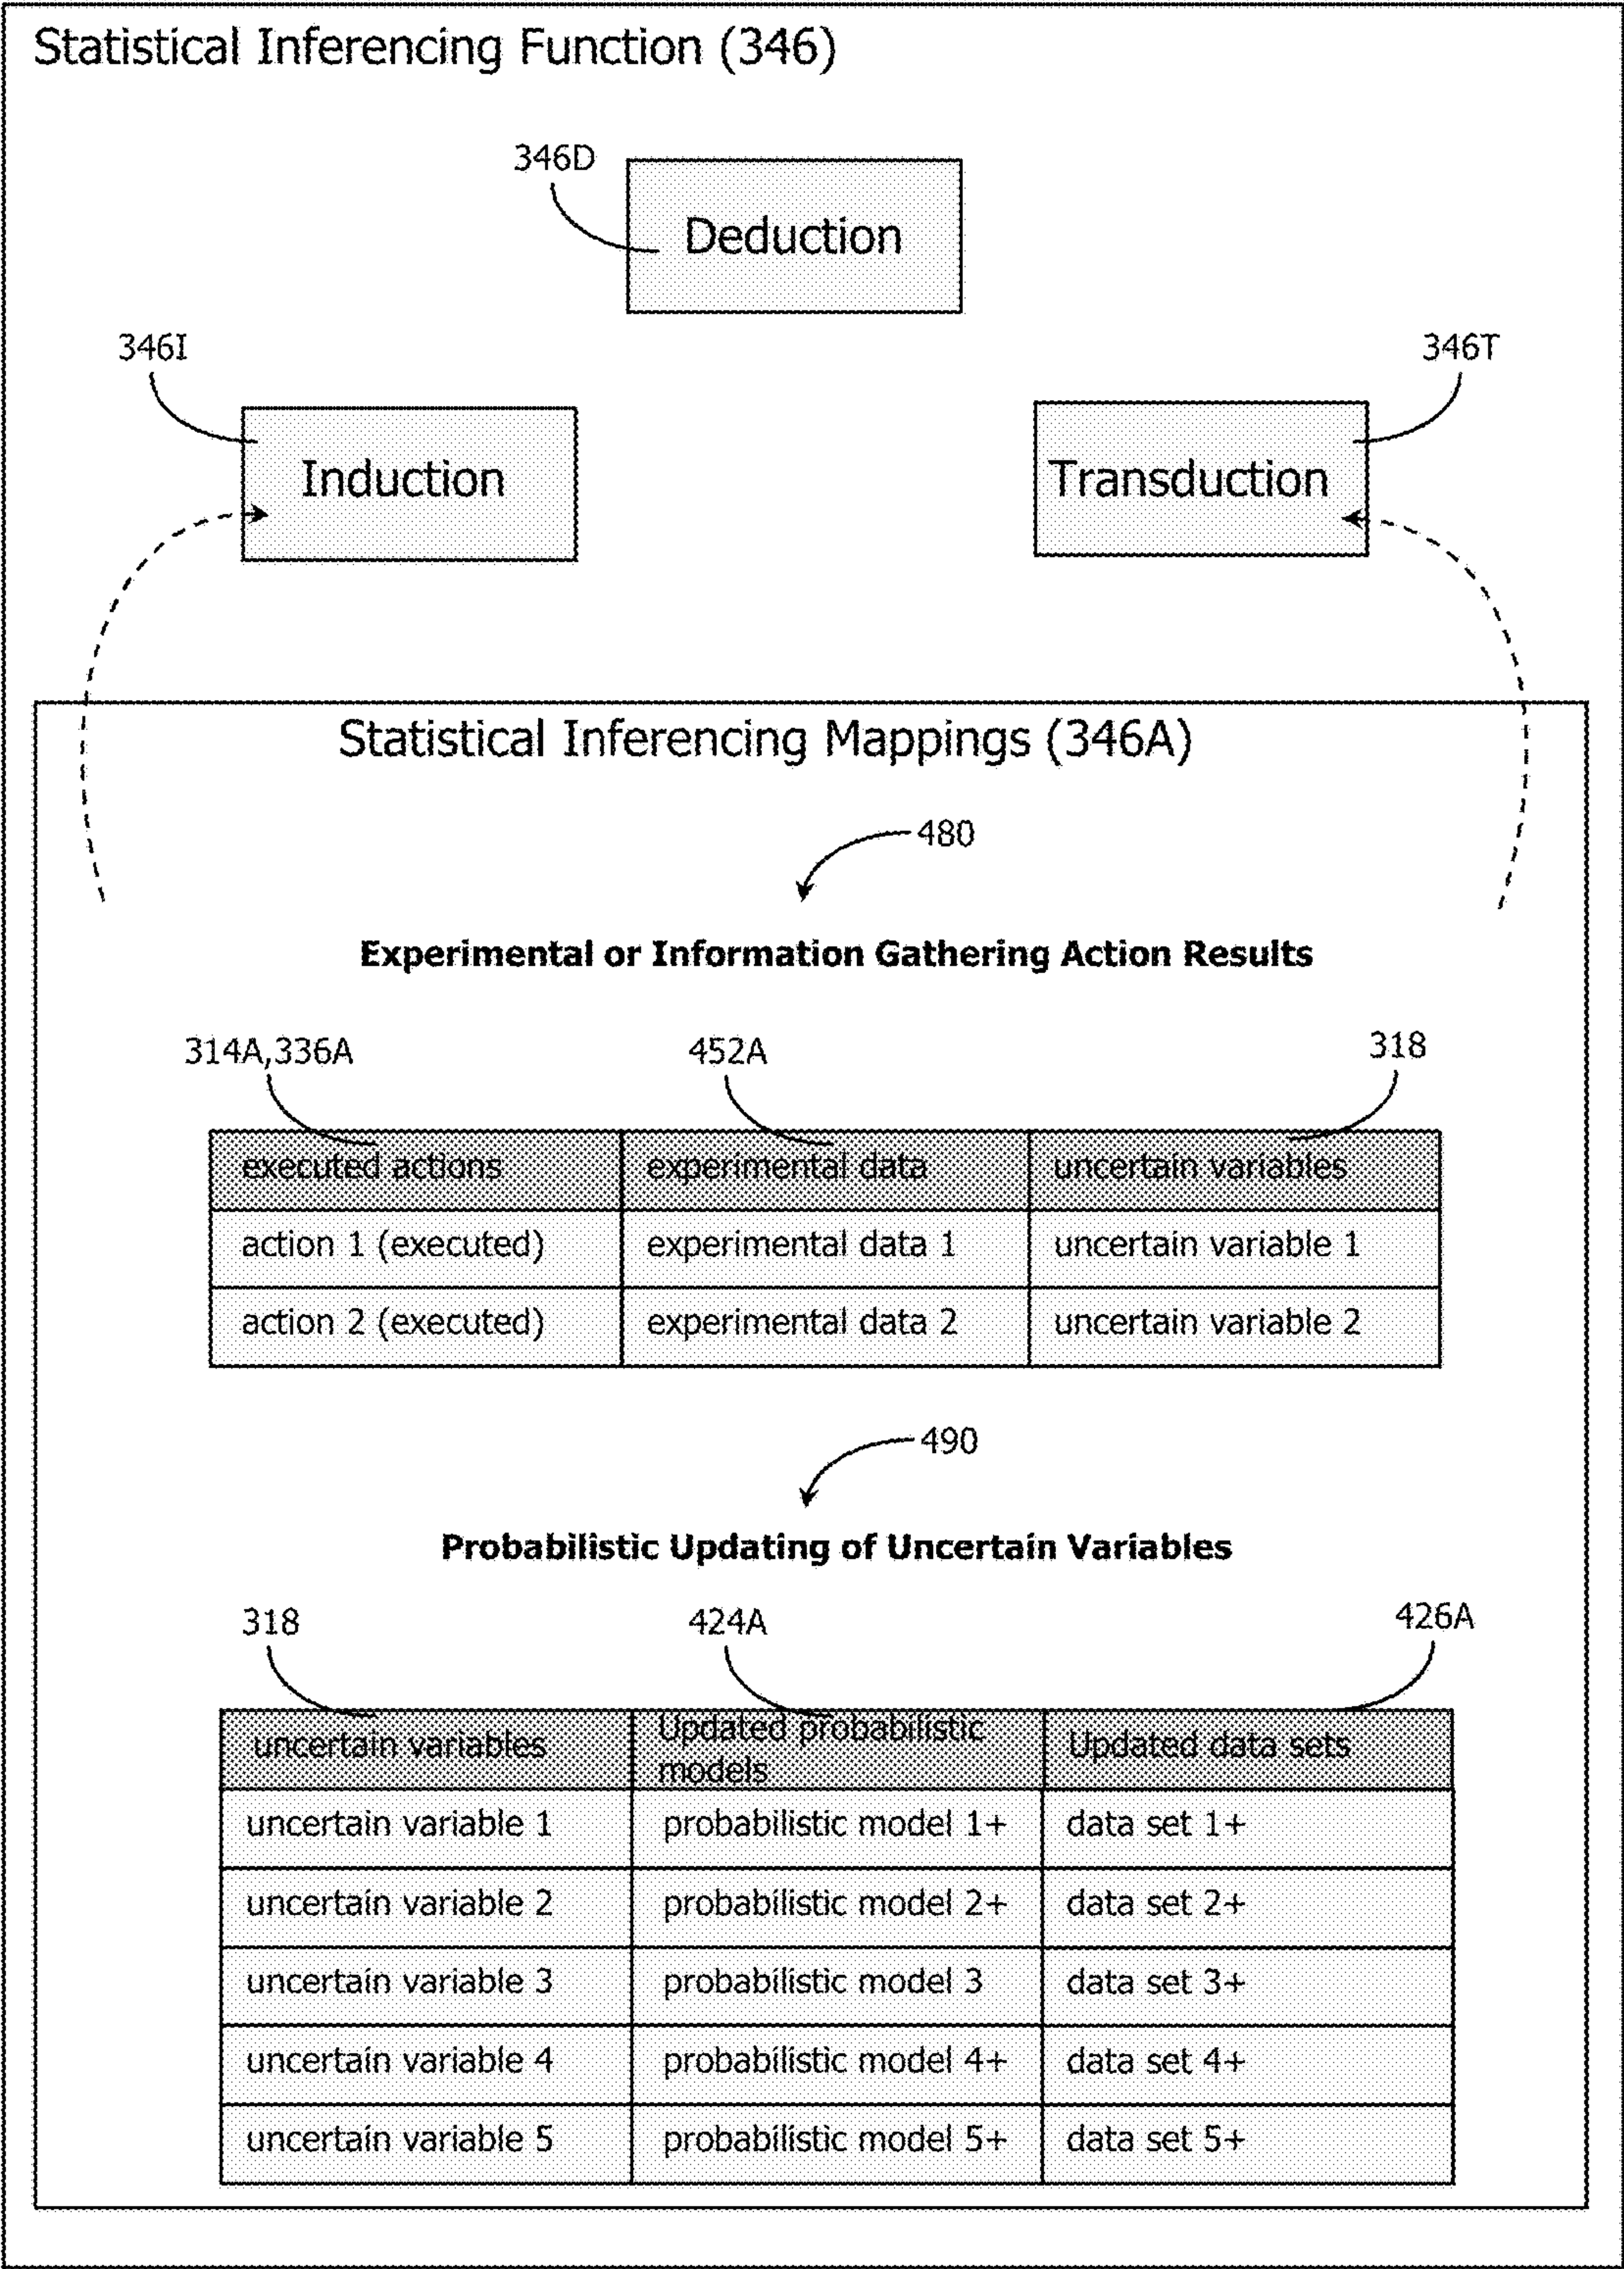 Statistical Inferencing Function (346)
346D
Deduction
346I
346T
Induction
Transduction
Statistical Inferencing Mappings (346A)
480
Experimental or Information Gathering Action Results
314A,336A
452A
318
executed actions
experimental data
uncertain variables
action 1 (executed)
experimental data 1
uncertain variable 1
action 2 (executed)
experimental data 2
uncertain variable 2
490
Probabilistic Updating of Uncertain Variables
318
424A
426A
uncertain variables
Updated probabilistic
models
Updated data sets
uncertain variable 1
probabilistic model 1+
data set 1+
uncertain variable 2
probabilistic model 2+
data set 2+
uncertain variable 3
probabilistic model 3
data set 3+
uncertain variable 4
probabilistic model 4+
data set 4+
uncertain variable 5
probabilistic model 5+
data set 5+